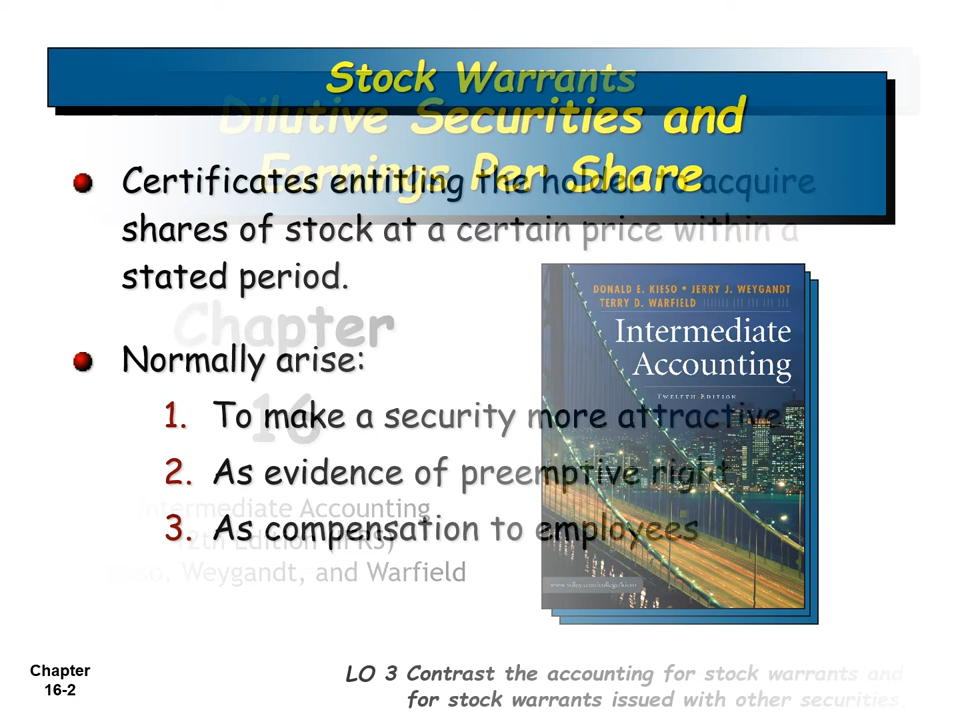 Stock Warrants
Dilutive Securities and
Earnings Per Share
Certificates entitling the holder to acquire
shares of stock at a certain price within a
stated period.
DONALD E. KIESO • JERRY J. WEYGANDT
TERRY D. WARFIELD
Intermediate
Accounting
TWELFTH EDITION
Chapter
16
Normally arise:
1. To make a security more attractive
2. As evidence of preemptive right
3. As compensation to employees
Intermediate Accounting
12th Edition (IFRS)
Weygandt, and Warfield
www.wiley.com/college/kieso
Chapter
16-2
LO 3 Contrast the accounting for stock warrants and
for stock warrants issued with other securities.